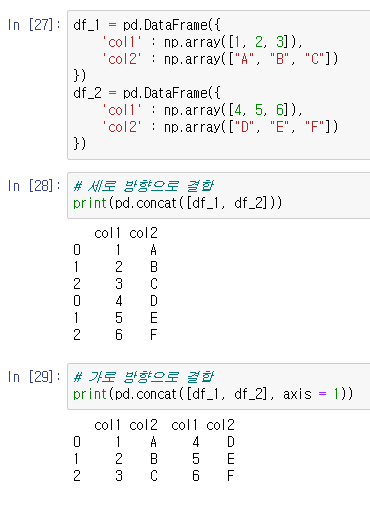 In [27]: df_1 = pd.DataFrame({
    'col1' : np.array([1, 2, 3]),
    'col2' : np.array(["A", "B", "C"])
})
df_2 = pd.DataFrame({
    'col1' : np.array([4, 5, 6]),
    'col2' : np.array(["D", "E", "F"])
})
In [28]: # 세로 방향으로 결합
print(pd.concat([df_1, df_2]))
   col1 col2
0     1    A
1     2    B
2     3    C
0     4    D
1     5    E
2     6    F
In [29]: # 가로 방향으로 결합
print(pd.concat([df_1, df_2], axis = 1))
   col1 col2  col1 col2
0     1    A     4    D
1     2    B     5    E
2     3    C     6    F